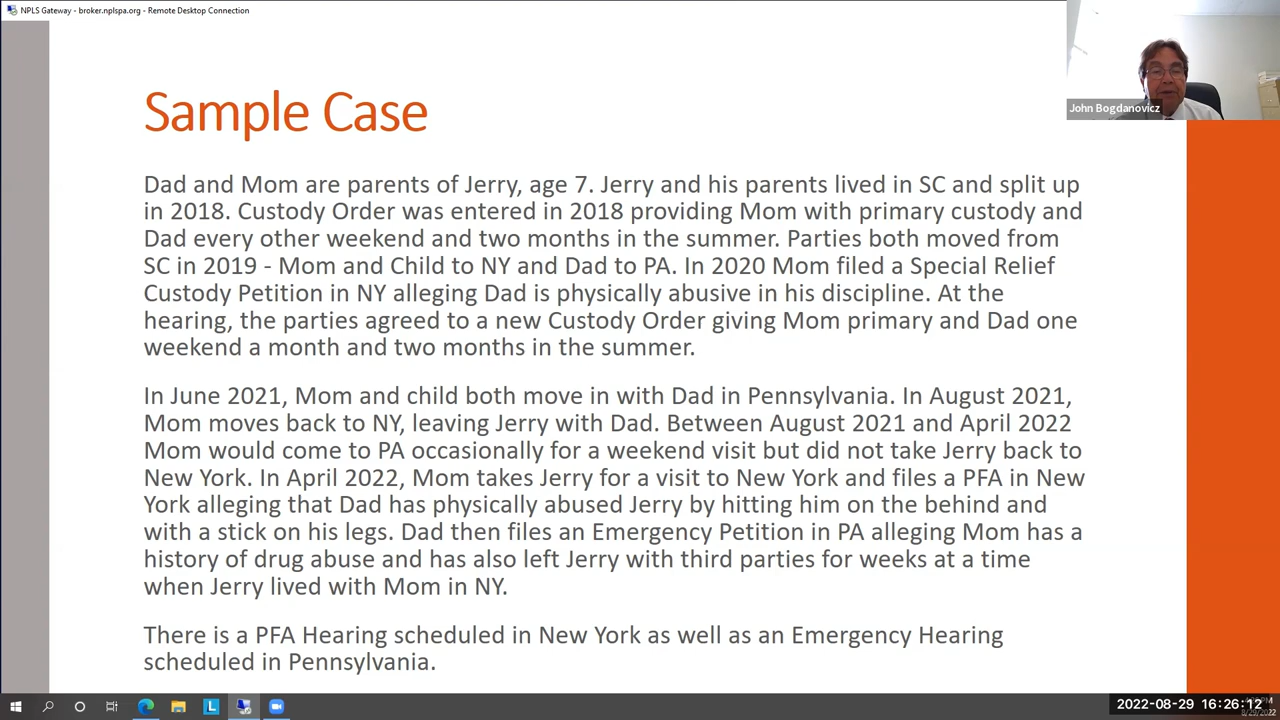 NPLS Gateway - broker.nplspa.org - Remote Desktop Connection
John Bogdanovicz
Sample Case
Dad and Mom are parents of Jerry, age 7. Jerry and his parents lived in SC and split up
in 2018. Custody Order was entered in 2018 providing Mom with primary custody and
Dad every other weekend and two months in the summer. Parties both moved from
SC in 2019 - Mom and Child to NY and Dad to PA. In 2020 Mom filed a Special Relief
Custody Petition in NY alleging Dad is physically abusive in his discipline. At the
hearing, the parties agreed to a new Custody Order giving Mom primary and Dad one
weekend a month and two months in the summer.
In June 2021, Mom and child both move in with Dad in Pennsylvania. In August 2021,
Mom moves back to NY, leaving Jerry with Dad. Between August 2021 and April 2022
Mom would come to PA occasionally for a weekend visit but did not take Jerry back to
New York. In April 2022, Mom takes Jerry for a visit to New York and files a PFA in New
York alleging that Dad has physically abused Jerry by hitting him on the behind and
with a stick on his legs. Dad then files an Emergency Petition in PA alleging Mom has a
history of drug abuse and has also left Jerry with third parties for weeks at a time
when Jerry lived with Mom in NY.
There is a PFA Hearing scheduled in New York as well as an Emergency Hearing
scheduled in Pennsylvania.
L
2022-08-29 16:26:12